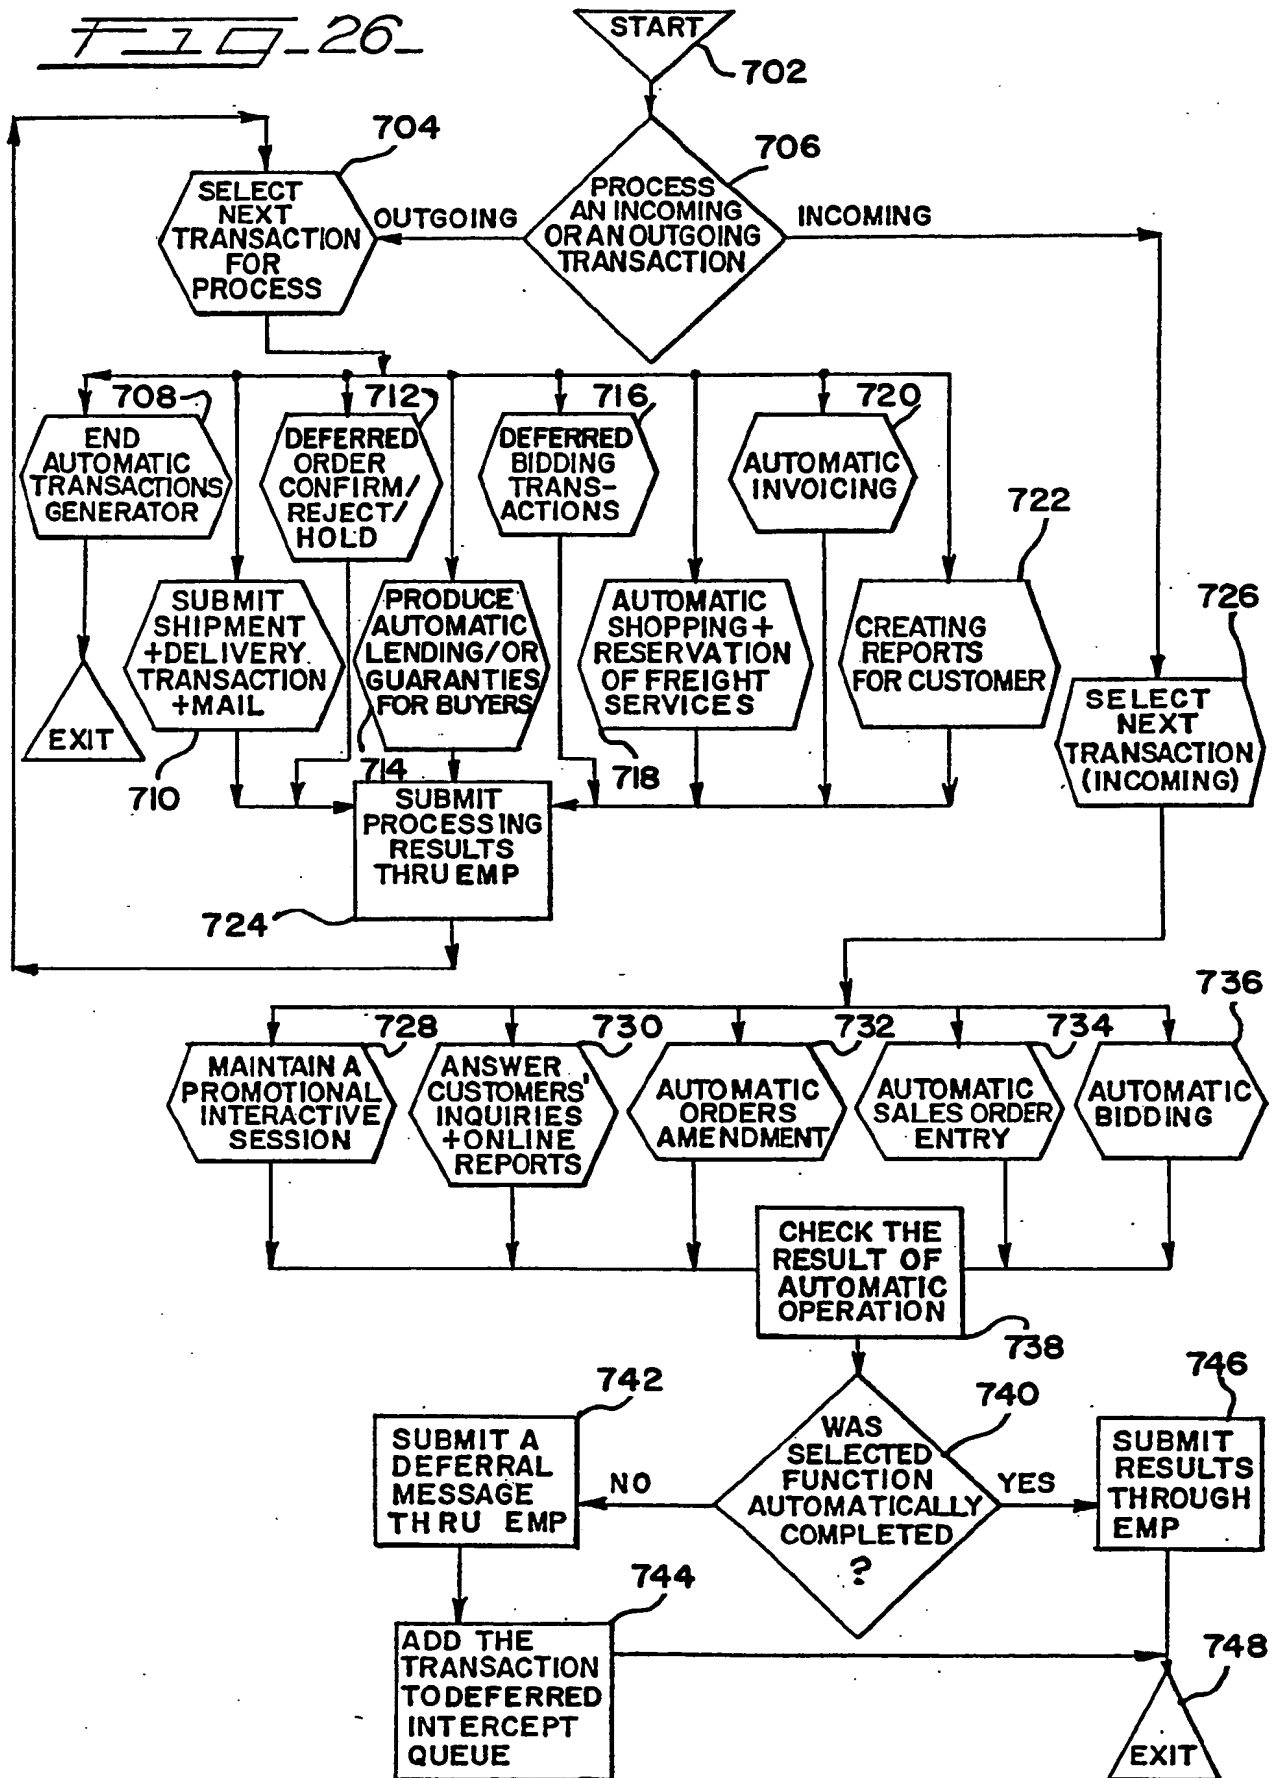 FIG-26-
START
702
704
706
SELECT
NEXT
TRANSACTION
FOR
PROCESS
OUTGOING
PROCESS
AN INCOMING
OR AN OUTGOING
TRANSACTION
INCOMING
708
712
716
720
END
AUTOMATIC
TRANSACTIONS
GENERATOR
DEFERRED
ORDER
CONFIRM/
REJECT/
HOLD
DEFERRED
BIDDING
TRANS-
ACTIONS
AUTOMATIC
INVOICING
722
SUBMIT
SHIPMENT
+DELIVERY
TRANSACTION
+MAIL
PRODUCE
AUTOMATIC
LENDING/OR
GUARANTIES
FOR BUYERS
AUTOMATIC
SHOPPING+
RESERVATION
OF FREIGHT
SERVICES
CREATING
REPORTS
FOR CUSTOMER
726
SELECT
NEXT
TRANSACTION
(INCOMING)
EXIT
710
714
718
SUBMIT
PROCESSING
RESULTS
THRU EMP
724
736
728
730
732
734
MAINTAIN A
PROMOTIONAL
INTERACTIVE
SESSION
ANSWER
CUSTOMERS'
INQUIRIES
+ONLINE
REPORTS
AUTOMATIC
ORDERS
AMENDMENT
AUTOMATIC
SALES ORDER
ENTRY
AUTOMATIC
BIDDING
CHECK THE
RESULT OF
AUTOMATIC
OPERATION
738
742
740
746
SUBMIT A
DEFERRAL
MESSAGE
THRU EMP
NO
WAS
SELECTED
FUNCTION
AUTOMATICALLY
COMPLETED
?
YES
SUBMIT
RESULTS
THROUGH
EMP
744
ADD THE
TRANSACTION
TO DEFERRED
INTERCEPT
QUEUE
748
EXIT